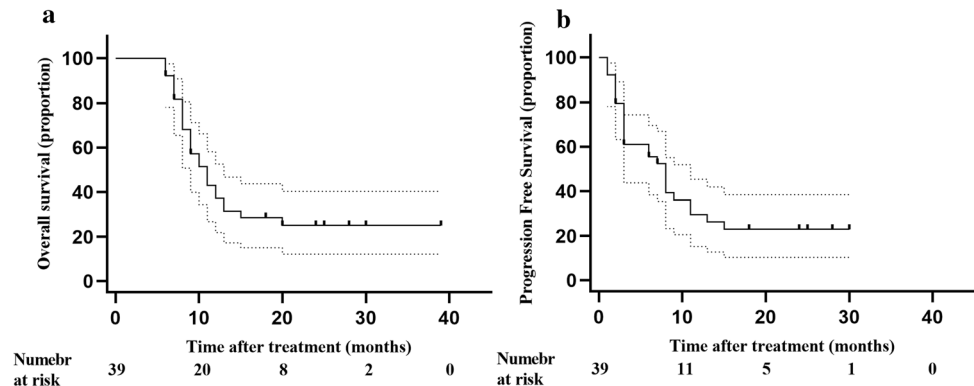 a
Overall survival (proportion)
100
80
60
40
20
0
0 10 20 30 40
Time after treatment (months)
Numebr
at risk
39 20 8 2 0
b
Progression Free Survival (proportion)
100
80
60
40
20
0
0 10 20 30 40
Time after treatment (months)
Numebr
at risk
39 11 5 1 0